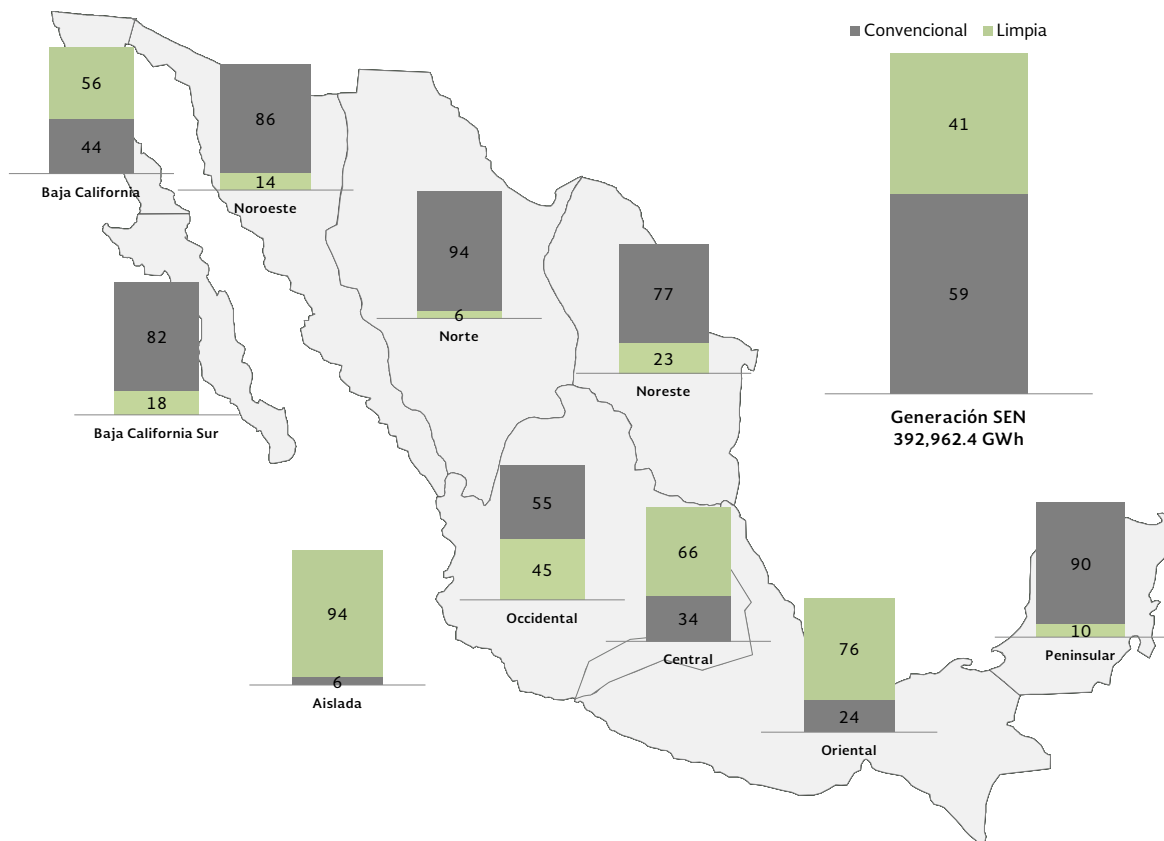 Convencional Limpia
56
44
Baja California
86
14
Noroeste
94
6
Norte
77
23
Noreste
41
59
Generación SEN
392,962.4 GWh
82
18
Baja California Sur
55
45
Occidental
66
34
Central
94
6
Aislada
76
24
Oriental
90
10
Peninsular